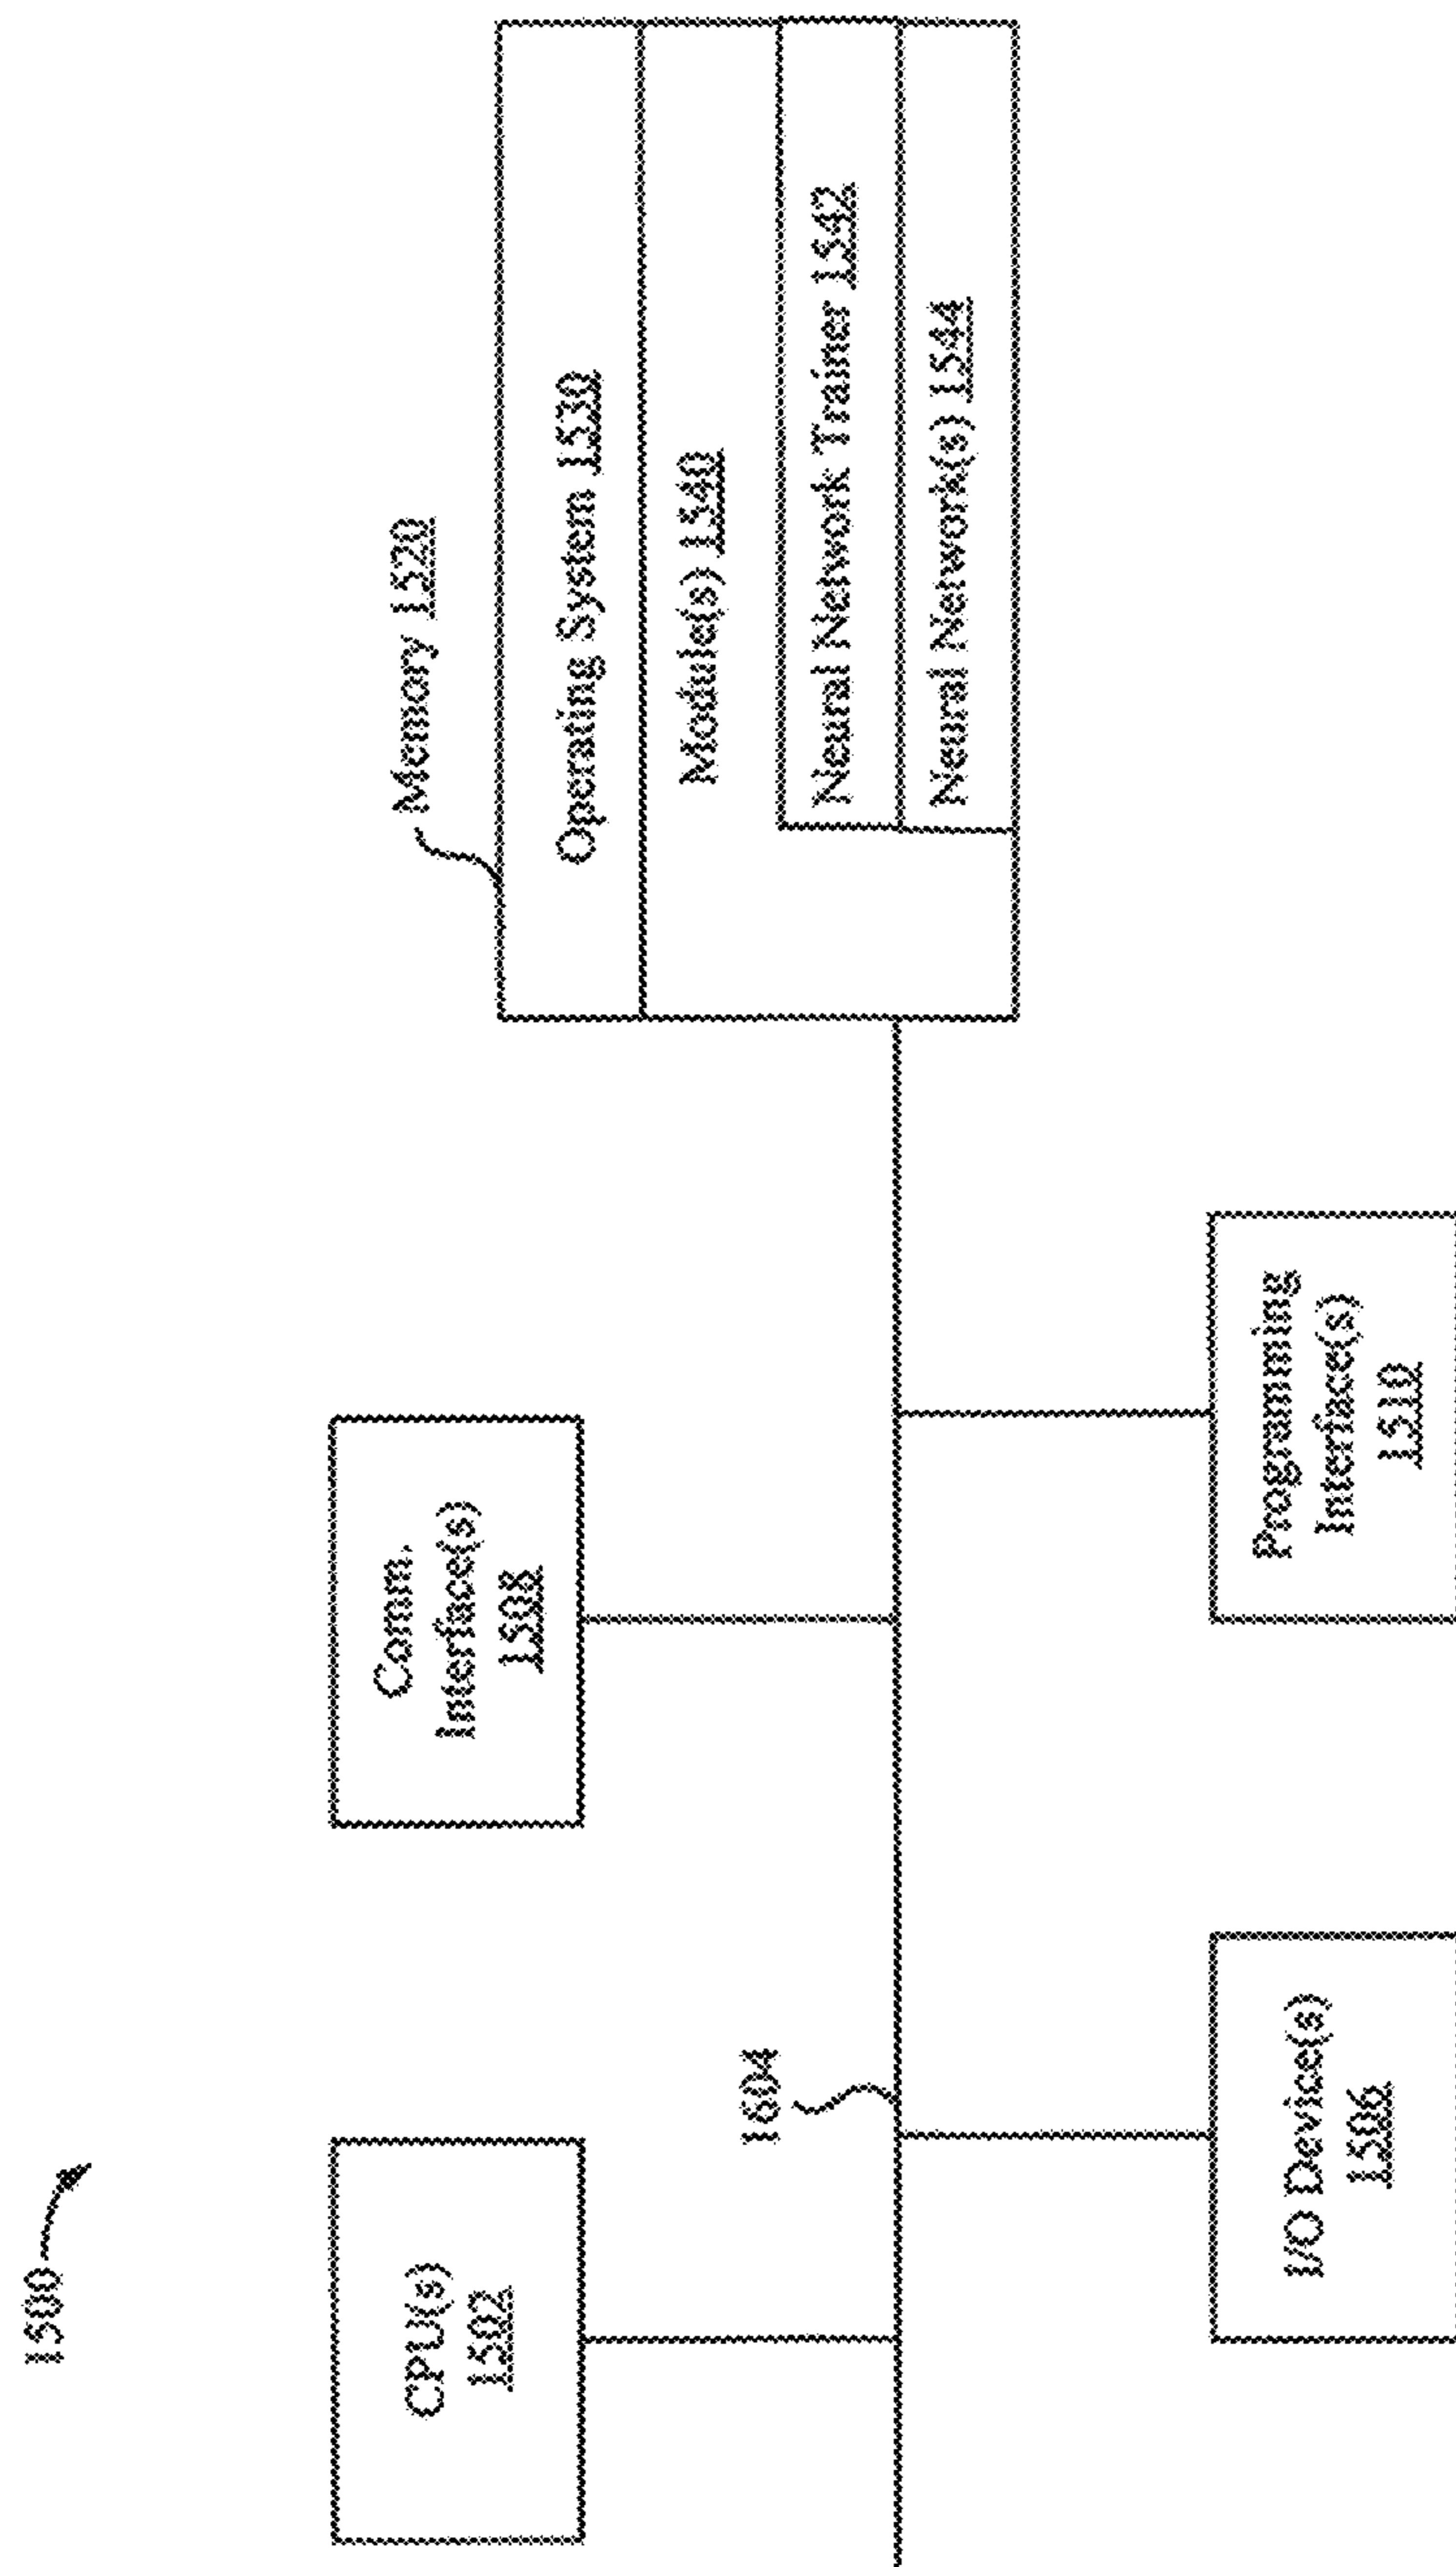 1500
CPU(s)
1502
Comm.
Interface(s)
1508
Memory 1520
Operating System 1530
Module(s) 1540
Neural Network Trainer 1542
Neural Network(s) 1544
1604
I/O Device(s)
1506
Programming
Interface(s)
1510